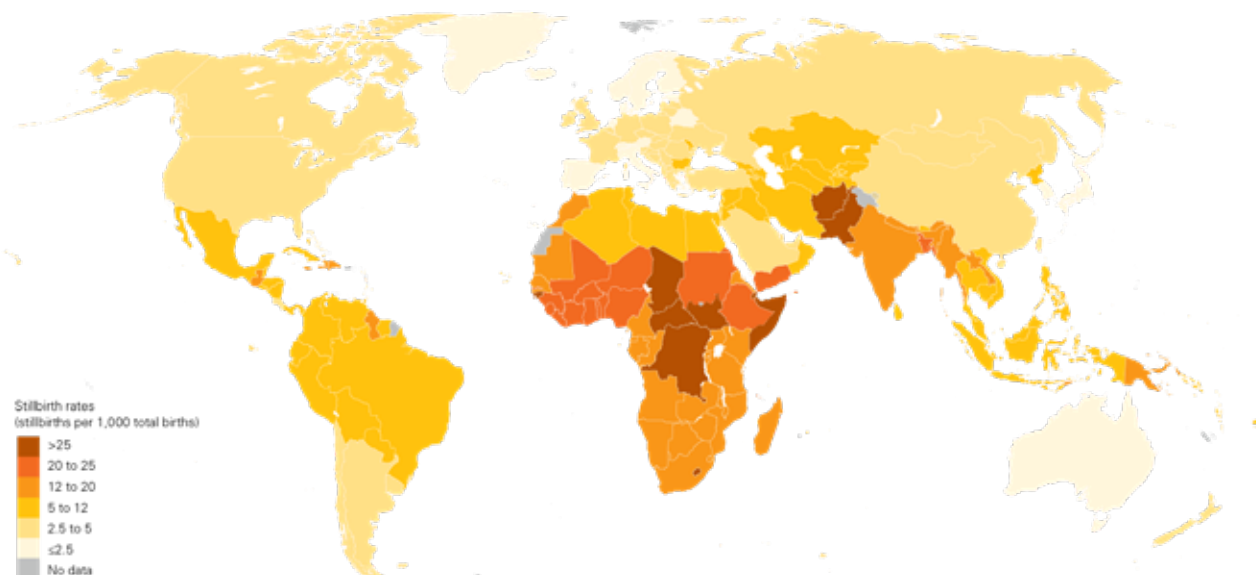 Stillbirth rates
(stillbirths per 1,000 total births)
>25
20 to 25
12 to 20
5 to 12
2.5 to 5
≤2.5
No data